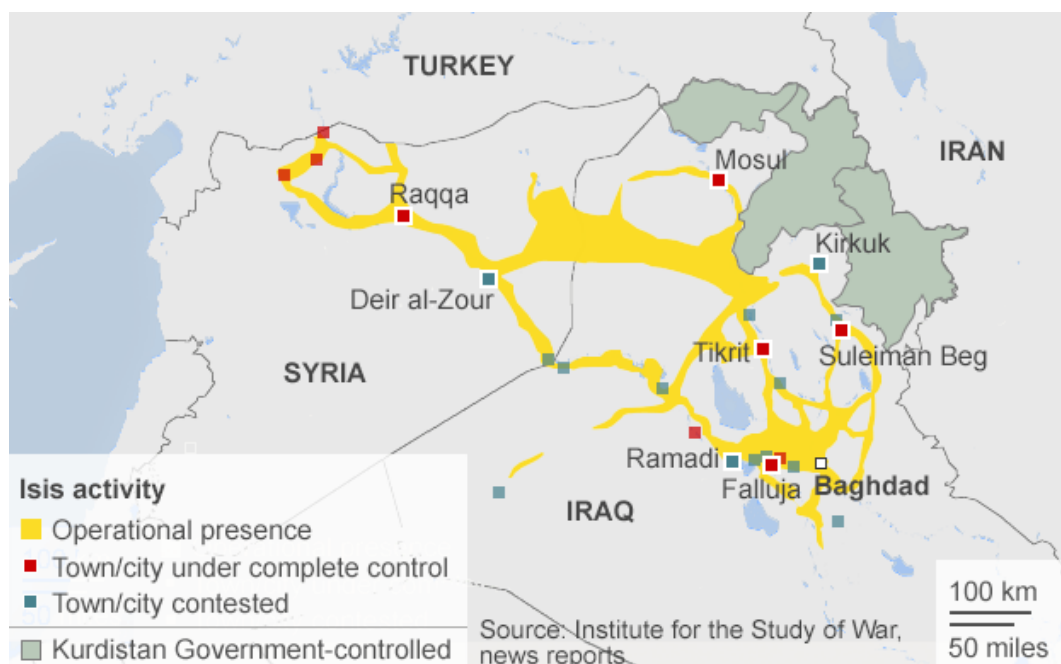 TURKEY
IRAN
Mosul
Raqqa
Kirkuk
Deir al-Zour
Tikrit
Suleiman Beg
SYRIA
Ramadi
Falluja
Baghdad
IRAQ
Isis activity
Operational presence
Town/city under complete control
Town/city contested
Kurdistan Government-controlled
Source: Institute for the Study of War,
news reports
100 km
50 miles